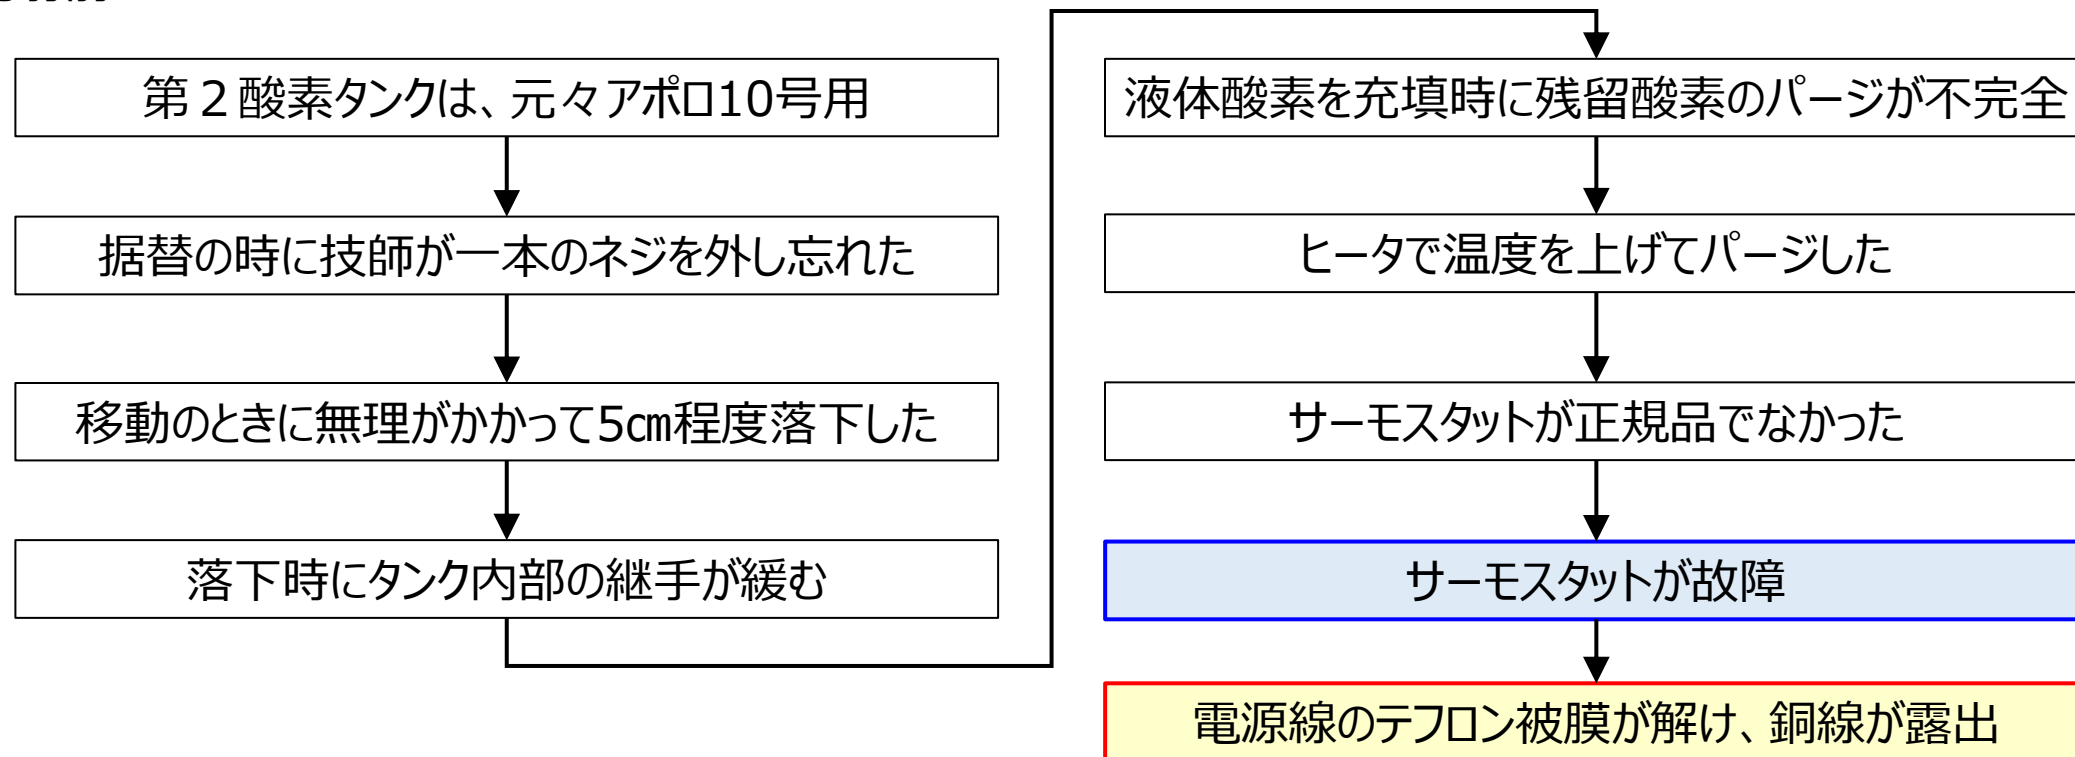 第２酸素タンクは、元々アポロ10号用
据替の時に技師が一本のネジを外し忘れた
移動のときに無理がかかって5㎝程度落下した
落下時にタンク内部の継手が緩む
液体酸素を充填時に残留酸素のパージが不完全
ヒータで温度を上げてパージした
サーモスタットが正規品でなかった
サーモスタットが故障
電源線のテフロン被膜が解け、銅線が露出